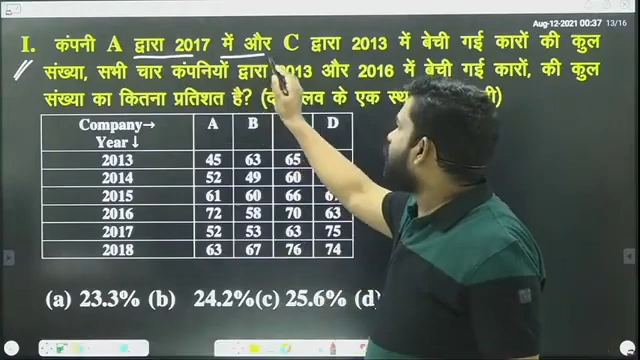 Aug-12-2021 00:37 13/16
I. कंपनी A द्वारा 2017 में और C द्वारा 2013 में बेची गई कारों की कुल
संख्या, सभी चार कंपनियों द्वारा 2013 और 2016 में बेची गई कारों, की कुल
संख्या का कितना प्रतिशत है? के एक
Company→ A B D
Year↓
2013 45 63 65
2014 52 49 60
2015 61 60 66
2016 72 58 70 63
2017 52 53 63 75
2018 63 67 76 74
(a) 23.3% (b) 24.2%(c) 25.6% (d)